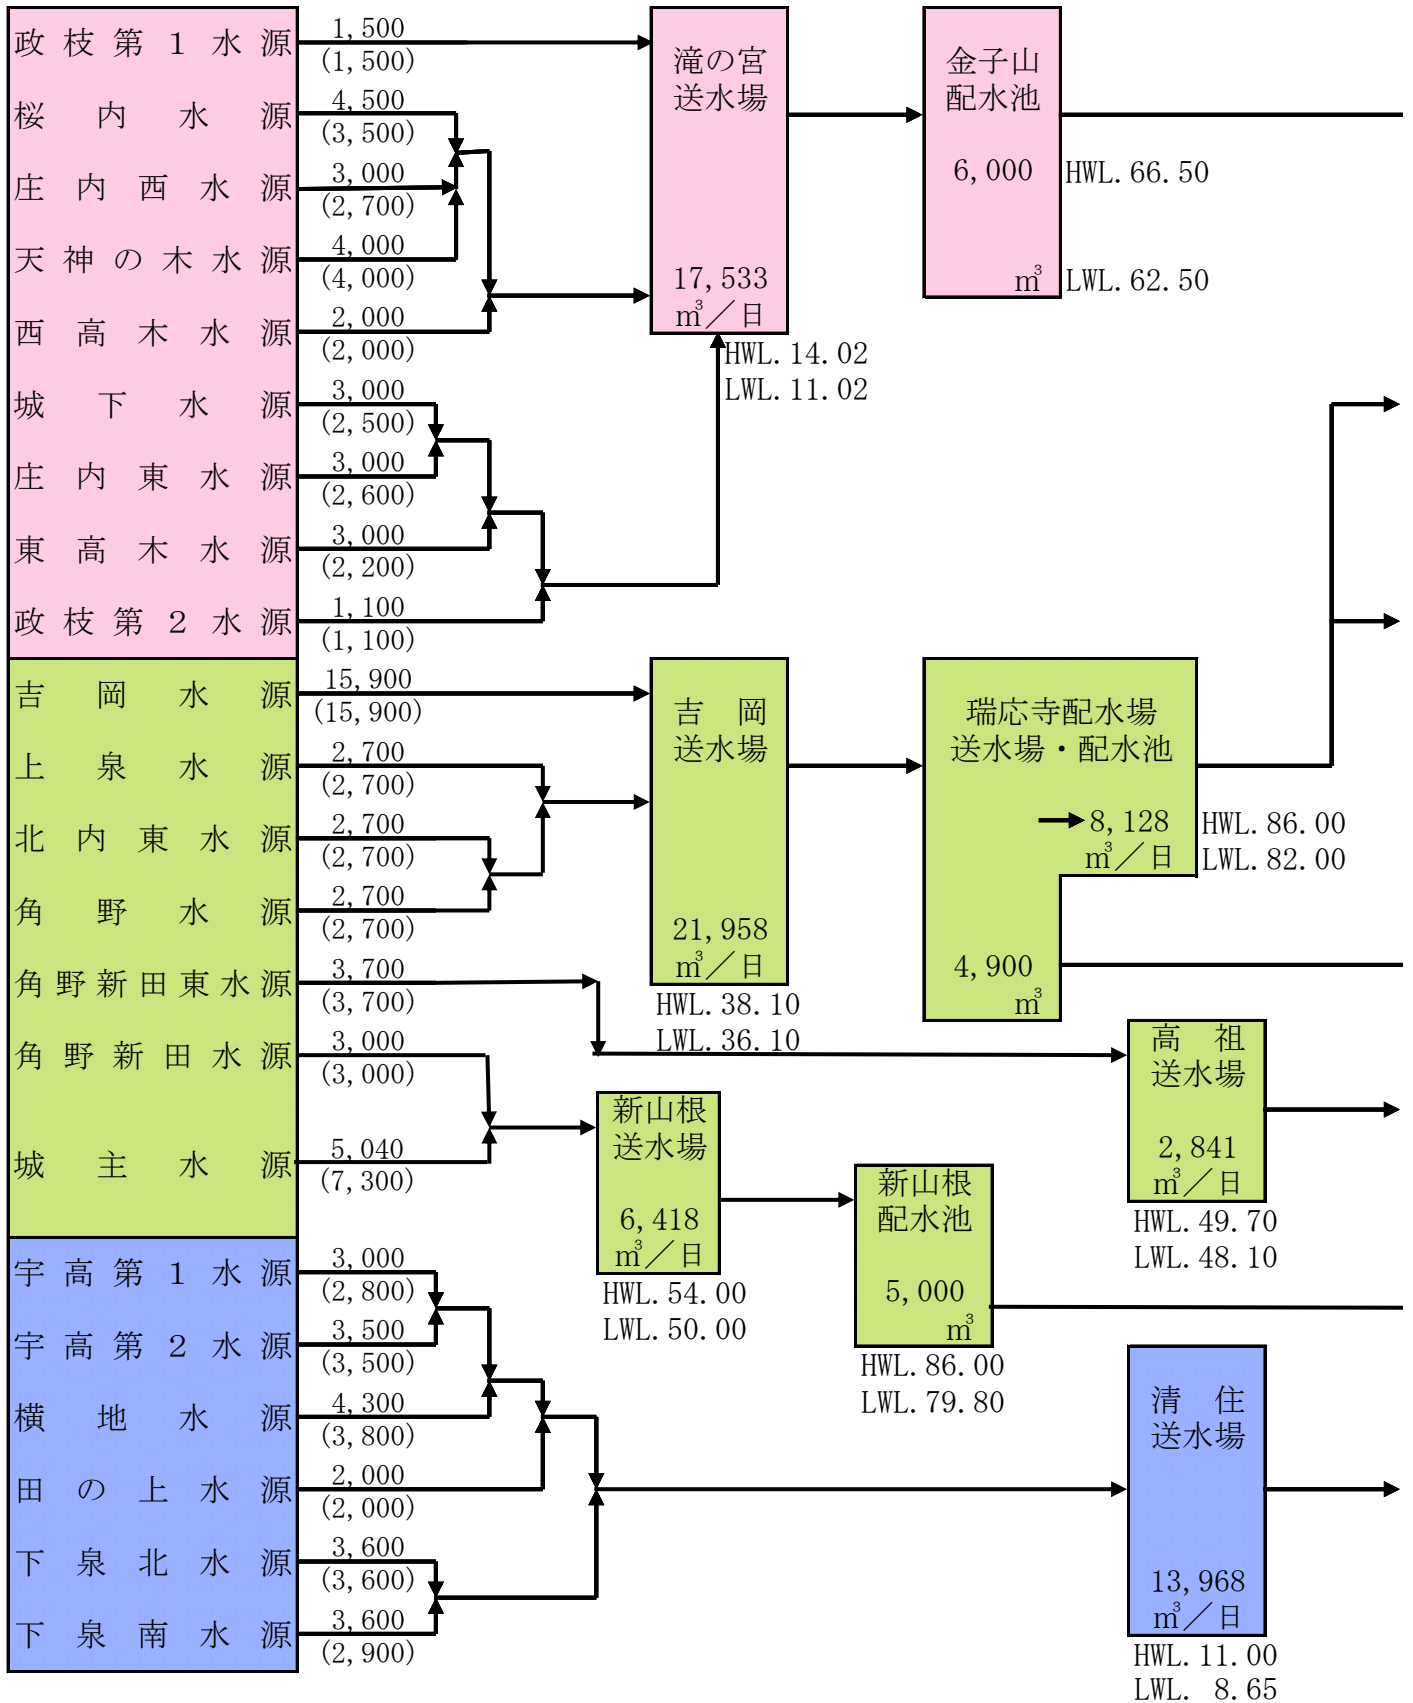 政枝第１水源
1,500
(1,500)
桜内水源
4,500
(3,500)
庄内西水源
3,000
(2,700)
天神の木水源
4,000
(4,000)
西高木水源
2,000
(2,000)
城下水源
3,000
(2,500)
庄内東水源
3,000
(2,600)
東高木水源
3,000
(2,200)
政枝第２水源
1,100
(1,100)
滝の宮
送水場
17,533
㎥／日
HWL.14.02
LWL.11.02
金子山
配水池
6,000
㎥
HWL.66.50
LWL.62.50
吉岡水源
15,900
(15,900)
上泉水源
2,700
(2,700)
北内東水源
2,700
(2,700)
角野水源
2,700
(2,700)
角野新田東水源
3,700
(3,700)
角野新田水源
3,000
(3,000)
城主水源
5,040
(7,300)
吉岡
送水場
21,958
㎥／日
HWL.38.10
LWL.36.10
瑞応寺配水場
送水場・配水池
8,128
㎥／日
4,900
㎥
HWL.86.00
LWL.82.00
高祖
送水場
2,841
㎥／日
HWL.49.70
LWL.48.10
新山根
送水場
6,418
㎥／日
HWL.54.00
LWL.50.00
新山根
配水池
5,000
㎥
HWL.86.00
LWL.79.80
宇高第１水源
3,000
(2,800)
宇高第２水源
3,500
(3,500)
横地水源
4,300
(3,800)
田の上水源
2,000
(2,000)
下泉北水源
3,600
(3,600)
下泉南水源
3,600
(2,900)
清住
送水場
13,968
㎥／日
HWL.11.00
LWL. 8.65